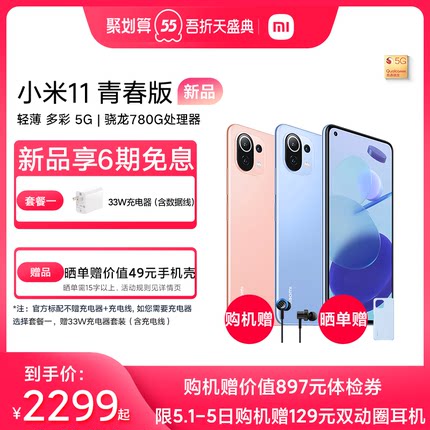 聚划算 55 吾折天盛典 mi
5G
Qualcomm
小米11 青春版 新品
轻薄 多彩 5G | 骁龙780G处理器
新品享6期免息
套餐一 33W充电器(含数据线)
赠品 晒单赠价值49元手机壳
晒单需15字以上,活动规则见详情页
*注:官方标配不赠充电器+充电线,如您需要充电器
选择套餐一,赠33W充电器套装(含充电线)
购机赠 晒单赠
到手价:
¥2299起
购机赠价值897元体检券
限5.1-5日购机赠129元双动圈耳机